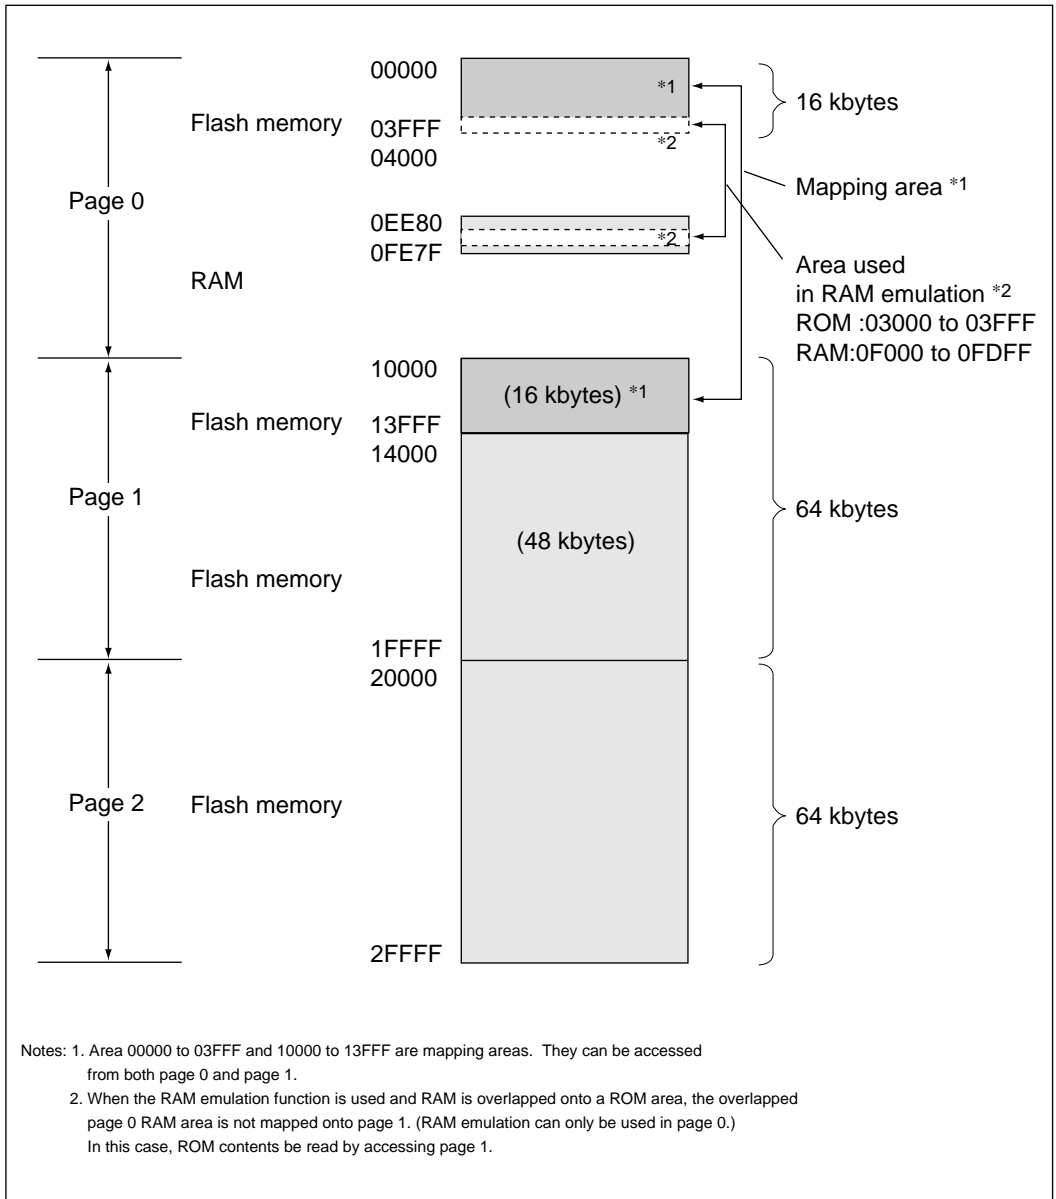 00000
*1
16 kbytes
Flash memory
03FFF
*2
04000
Mapping area *1
Page 0
0EE80
*2
0FE7F
RAM
Area used
in RAM emulation *2
ROM :03000 to 03FFF
RAM:0F000 to 0FDFF
10000
(16 kbytes) *1
Flash memory
13FFF
14000
Page 1
64 kbytes
(48 kbytes)
Flash memory
1FFFF
20000
Page 2
Flash memory
64 kbytes
2FFFF
Notes: 1. Area 00000 to 03FFF and 10000 to 13FFF are mapping areas. They can be accessed
from both page 0 and page 1.
2. When the RAM emulation function is used and RAM is overlapped onto a ROM area, the overlapped
page 0 RAM area is not mapped onto page 1. (RAM emulation can only be used in page 0.)
In this case, ROM contents be read by accessing page 1.